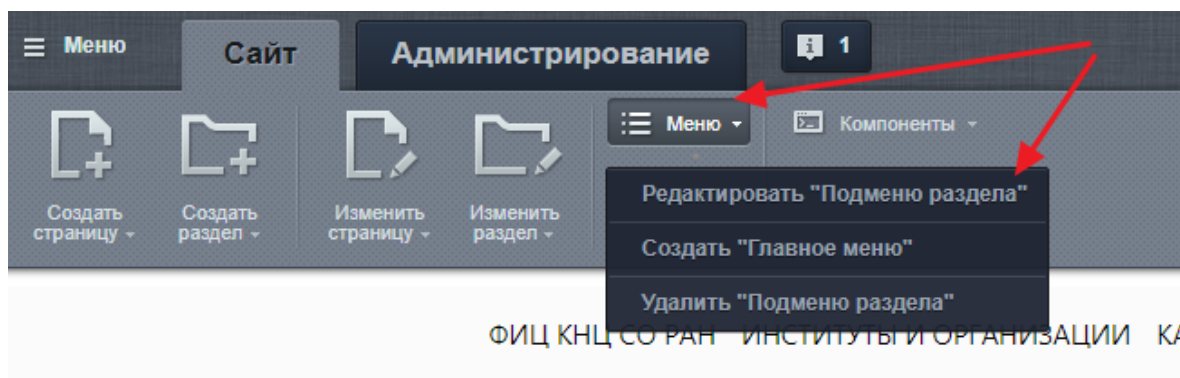 Меню
Сайт
Администрирование
1
Создать
страницу
Создать
раздел
Изменить
страницу
Изменить
раздел
Меню
Компоненты
Редактировать "Подменю раздела"
Создать "Главное меню"
Удалить "Подменю раздела"
ФИЦ КНЦ СО РАН ИНСТИТУТЫ И ОРГАНИЗАЦИИ КА